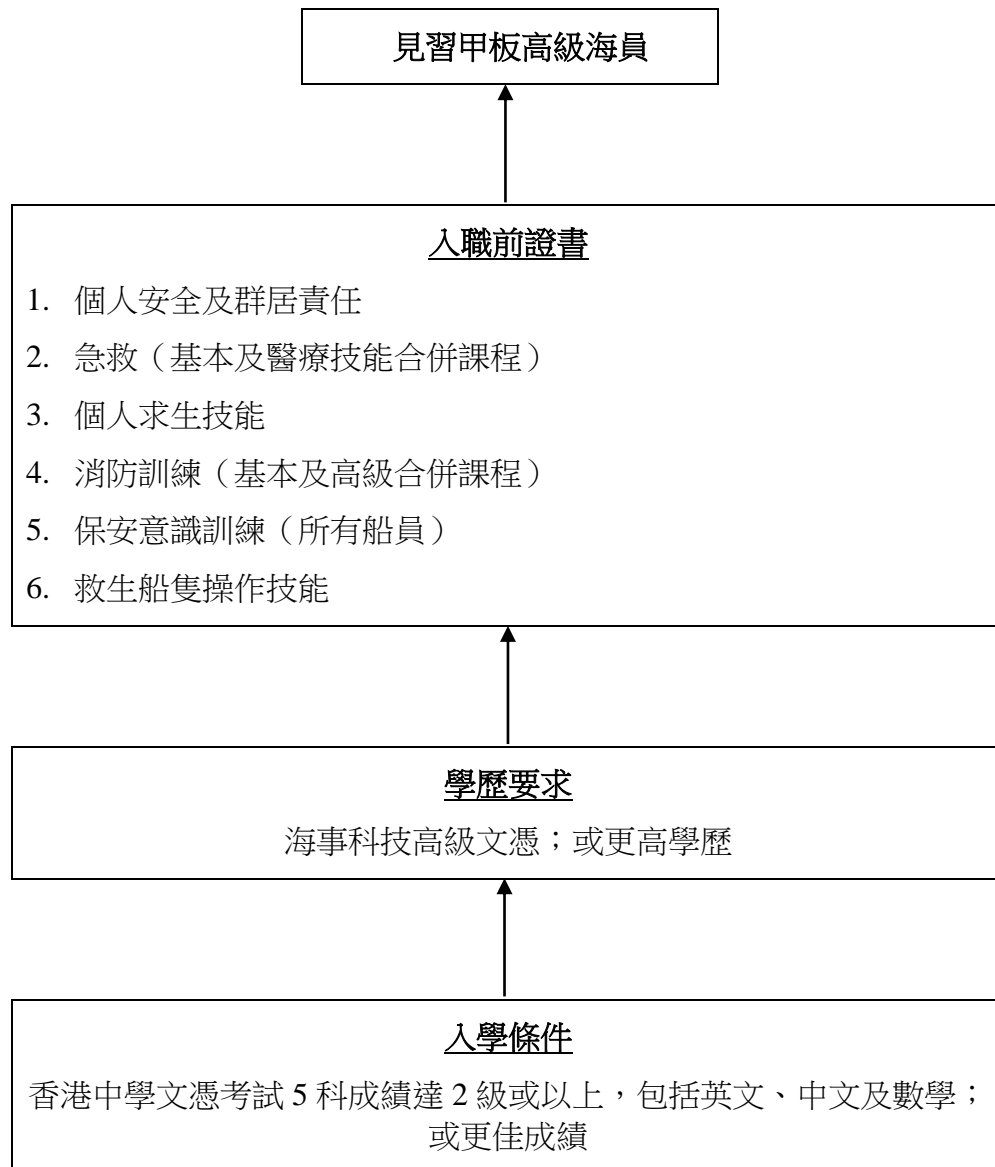 見習甲板高級海員
入職前證書
1. 個人安全及群居責任
2. 急救（基本及醫療技能合併課程）
3. 個人求生技能
4. 消防訓練（基本及高級合併課程）
5. 保安意識訓練（所有船員）
6. 救生船隻操作技能
學歷要求
海事科技高級文憑；或更高學歷
入學條件
香港中學文憑考試 5 科成績達 2 級或以上，包括英文、中文及數學；
或更佳成績